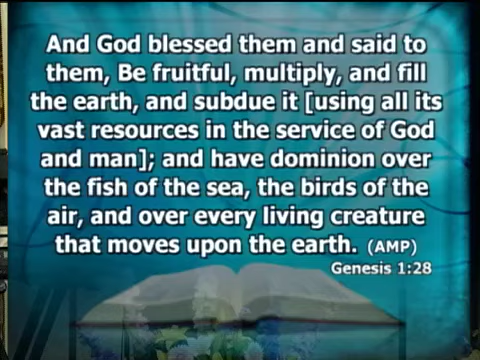 And God blessed them and said to
them, Be fruitful, multiply, and fill
the earth, and subdue it [using all its
vast resources in the service of God
and man]; and have dominion over
the fish of the sea, the birds of the
air, and over every living creature
that moves upon the earth. (AMP)
Genesis 1:28